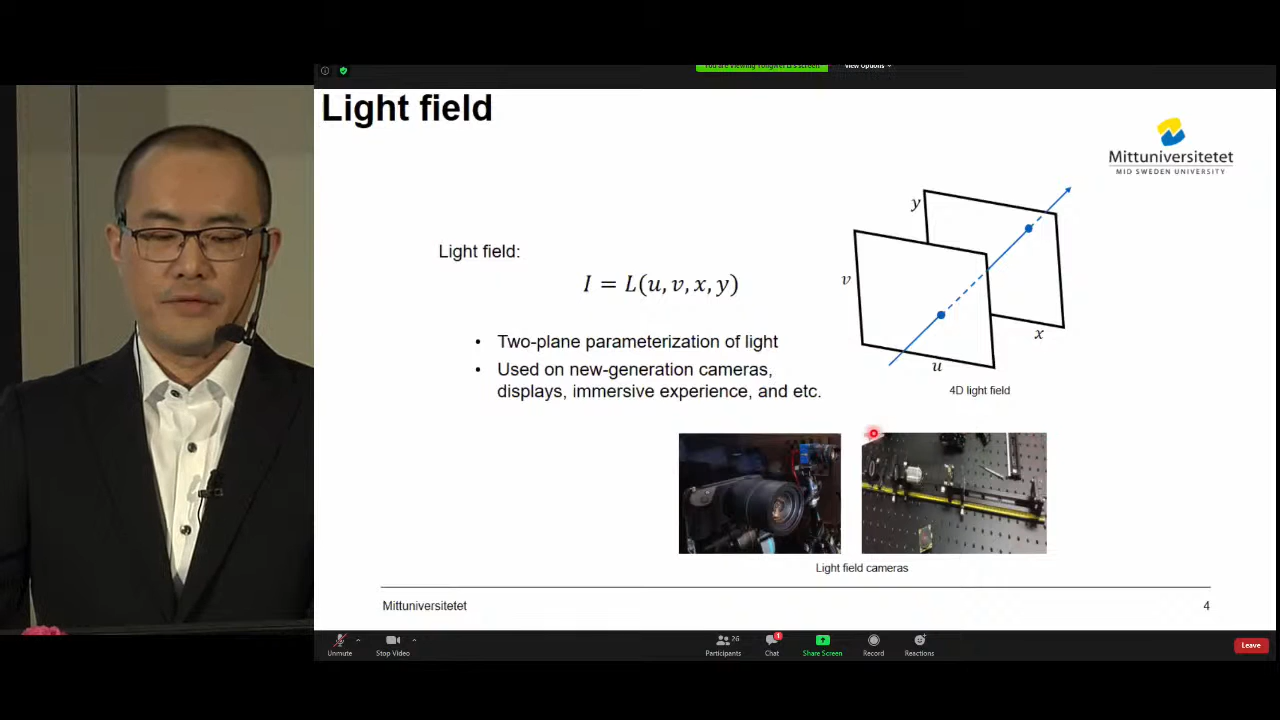 View Options
Light field
Mittuniversitetet
MID SWEDEN UNIVERSITY
Light field:
I = L(u, v, x, y)
• Two-plane parameterization of light
• Used on new-generation cameras,
displays, immersive experience, and etc.
y
v
x
u
4D light field
Light field cameras
Mittuniversitetet
4
Unmute
Stop Video
Participants
26
Chat
1
Share Screen
Record
Reactions
Leave